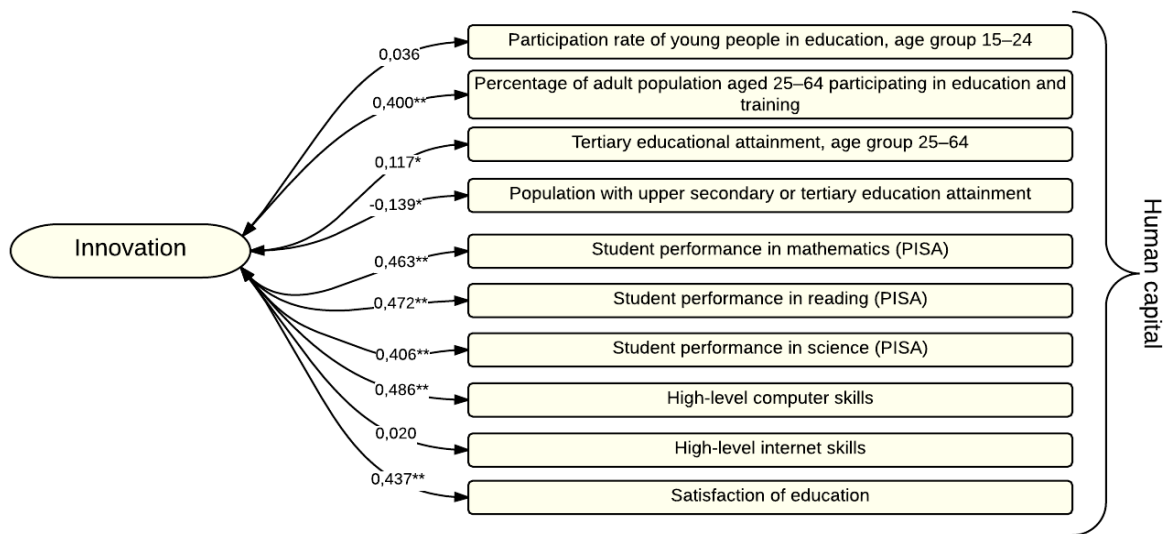 0,036
Participation rate of young people in education, age group 15–24
0,400**
Percentage of adult population aged 25–64 participating in education and
training
0,117*
Tertiary educational attainment, age group 25–64
-0,139*
Population with upper secondary or tertiary education attainment
Innovation
0,463**
Student performance in mathematics (PISA)
0,472**
Student performance in reading (PISA)
0,406**
Student performance in science (PISA)
0,486**
High-level computer skills
0,020
High-level internet skills
0,437**
Satisfaction of education
Human capital